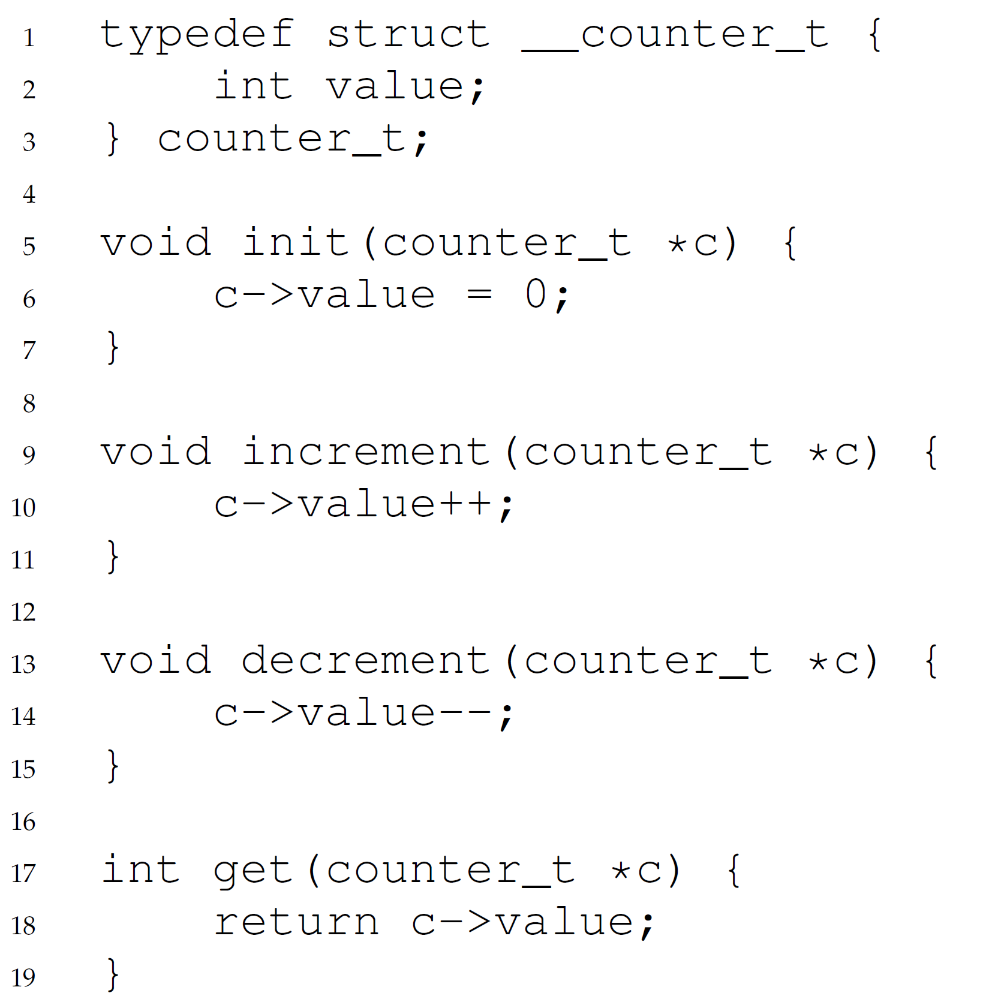 1 typedef struct __counter_t {
2     int value;
3 } counter_t;
4
5 void init(counter_t *c) {
6     c->value = 0;
7 }
8
9 void increment(counter_t *c) {
10     c->value++;
11 }
12
13 void decrement(counter_t *c) {
14     c->value--;
15 }
16
17 int get(counter_t *c) {
18     return c->value;
19 }